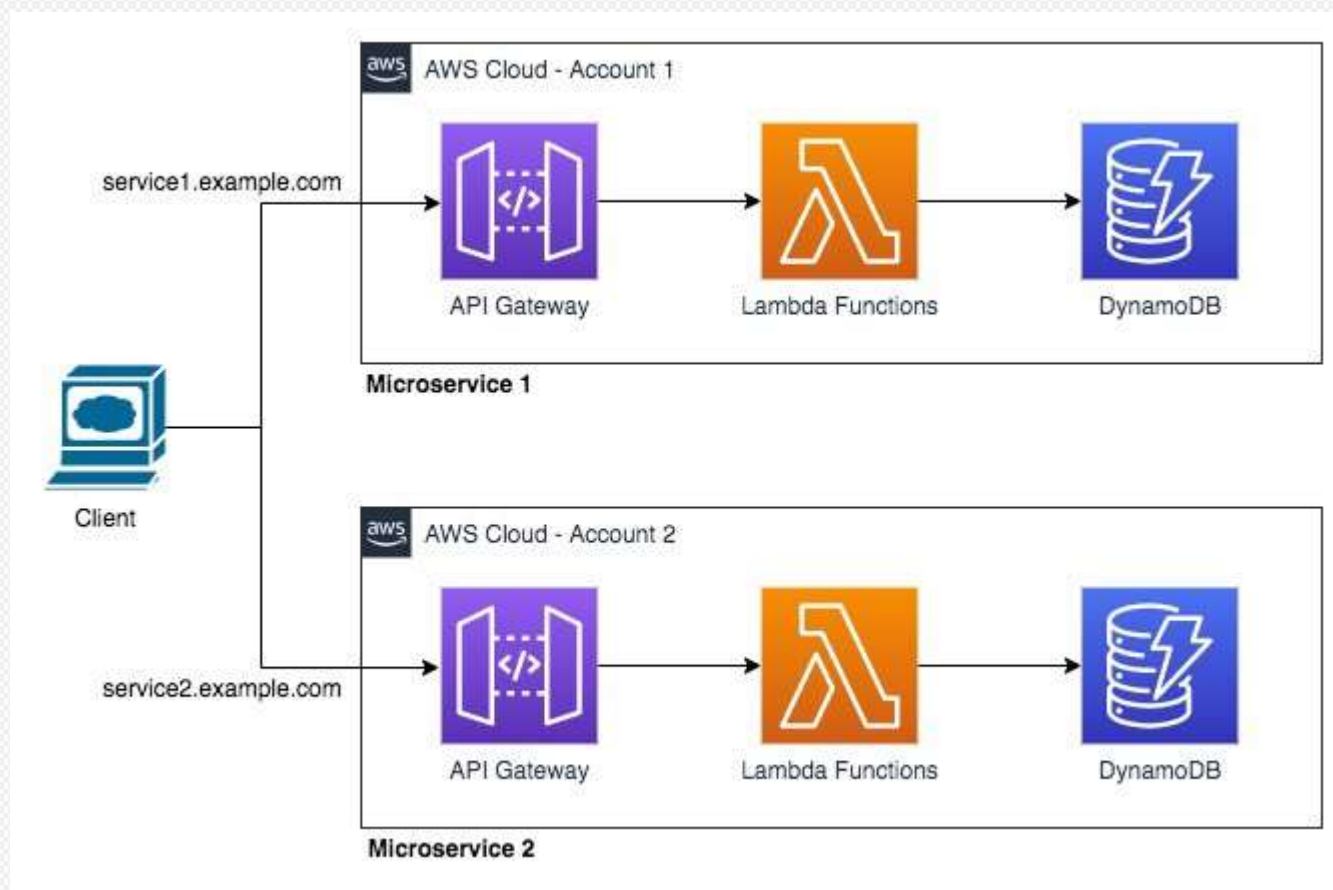 aws
AWS Cloud - Account 1
service1.example.com
</>
API Gateway
Lambda Functions
DynamoDB
Microservice 1
Client
aws
AWS Cloud - Account 2
service2.example.com
</>
API Gateway
Lambda Functions
DynamoDB
Microservice 2